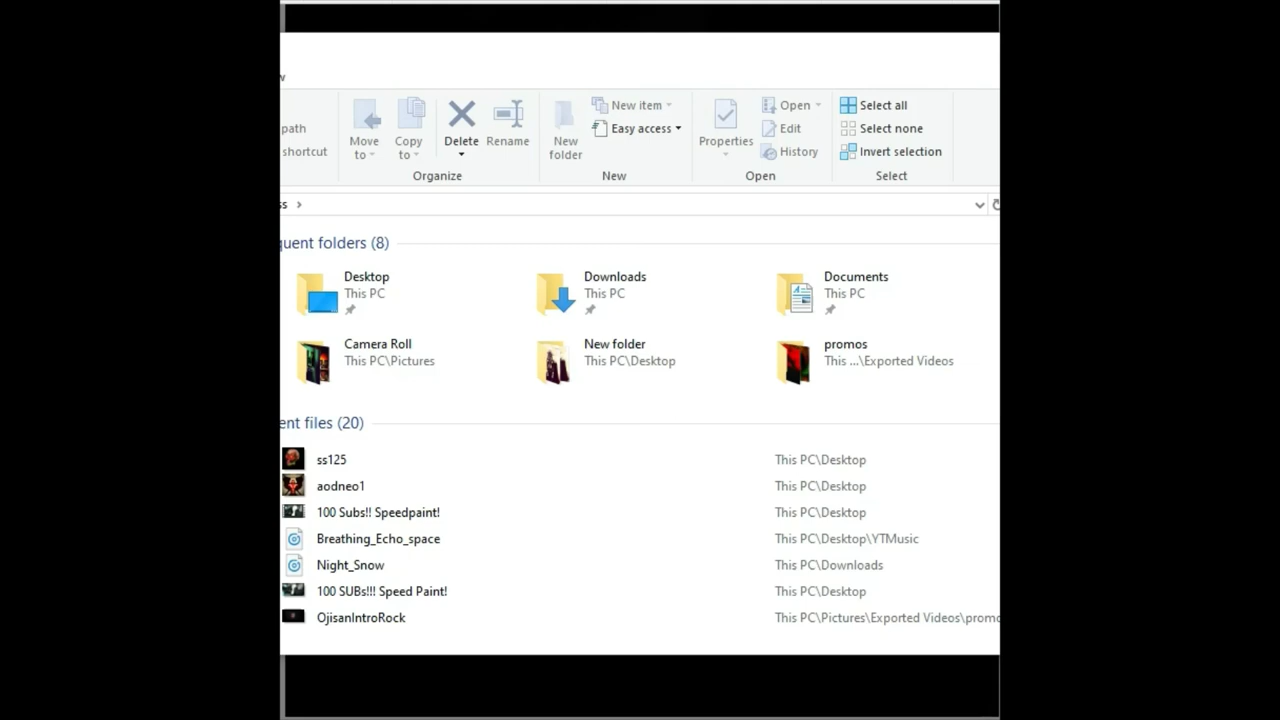 w
Move to
Copy to
Delete
Rename
New folder
New item
Easy access
Properties
Open
Edit
History
Select all
Select none
Invert selection
path
shortcut
Organize
New
Open
Select
ss >
quent folders (8)
Desktop
This PC
Downloads
This PC
Documents
This PC
Camera Roll
This PC\Pictures
New folder
This PC\Desktop
promos
This ...\Exported Videos
ent files (20)
ss125 This PC\Desktop
aodneo1 This PC\Desktop
100 Subs!! Speedpaint! This PC\Desktop
Breathing_Echo_space This PC\Desktop\YTMusic
Night_Snow This PC\Downloads
100 SUBs!!! Speed Paint! This PC\Desktop
OjisanIntroRock This PC\Pictures\Exported Videos\promo